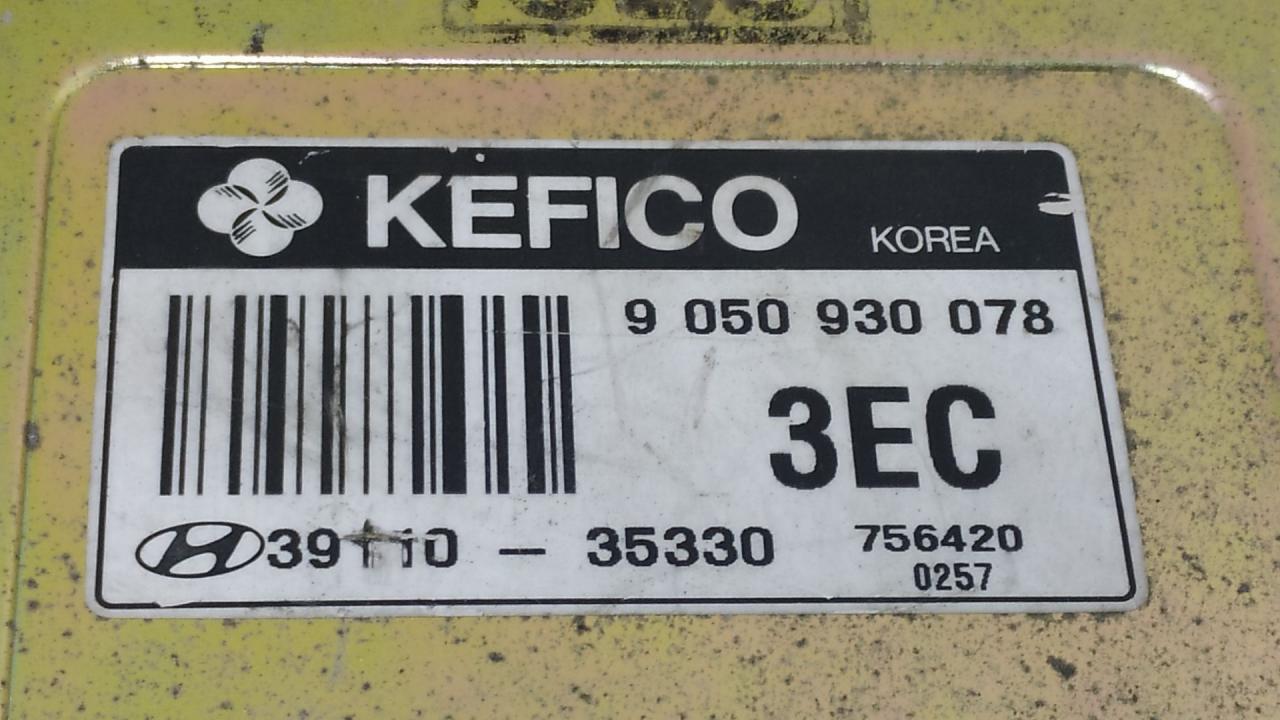 KEFICO KOREA
9 050 930 078
3EC
39110 — 35330
756420
0257